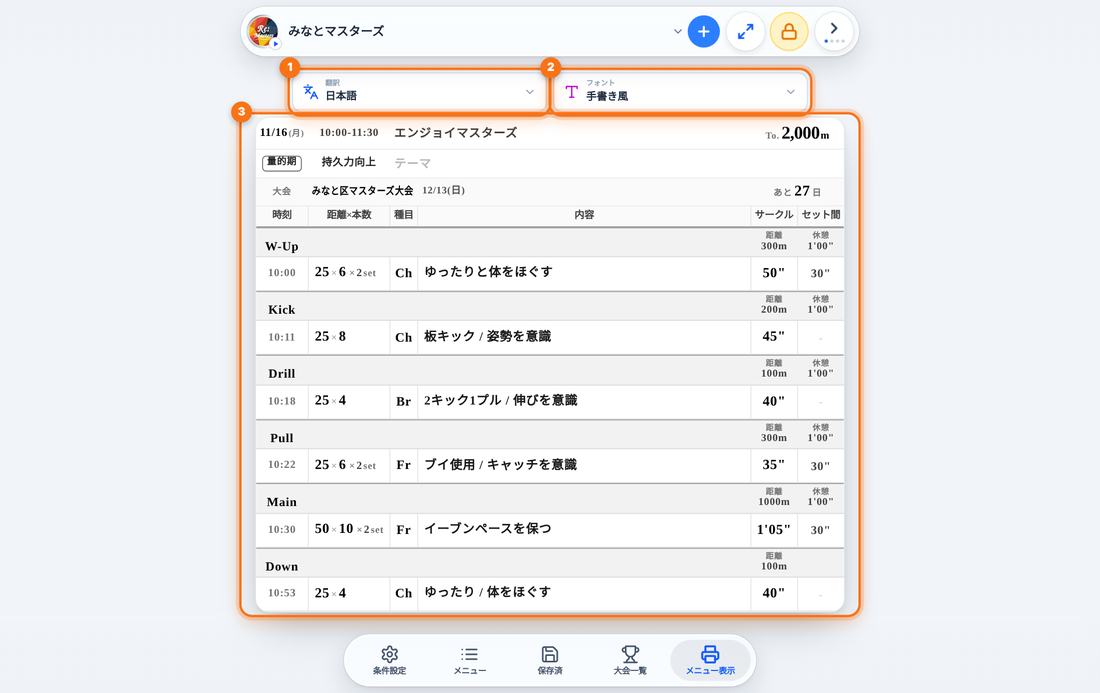 Re:
Masters
みなとマスターズ
1
翻訳
日本語
2
フォント
手書き風
3
11/16(月) 10:00-11:30 エンジョイマスターズ To. 2,000m
量的期 持久力向上 テーマ
大会 みなと区マスターズ大会 12/13(日) あと 27 日
時刻 距離×本数 種目 内容 サークル セット間
W-Up 距離 300m 休憩 1'00"
10:00 25×6×2set Ch ゆったりと体をほぐす 50" 30"
Kick 距離 200m 休憩 1'00"
10:11 25×8 Ch 板キック / 姿勢を意識 45" -
Drill 距離 100m 休憩 1'00"
10:18 25×4 Br 2キック1プル / 伸びを意識 40" -
Pull 距離 300m 休憩 1'00"
10:22 25×6×2set Fr ブイ使用 / キャッチを意識 35" 30"
Main 距離 1000m 休憩 1'00"
10:30 50×10×2set Fr イーブンペースを保つ 1'05" 30"
Down 距離 100m
10:53 25×4 Ch ゆったり / 体をほぐす 40" -
条件設定 メニュー 保存済 大会一覧 メニュー表示